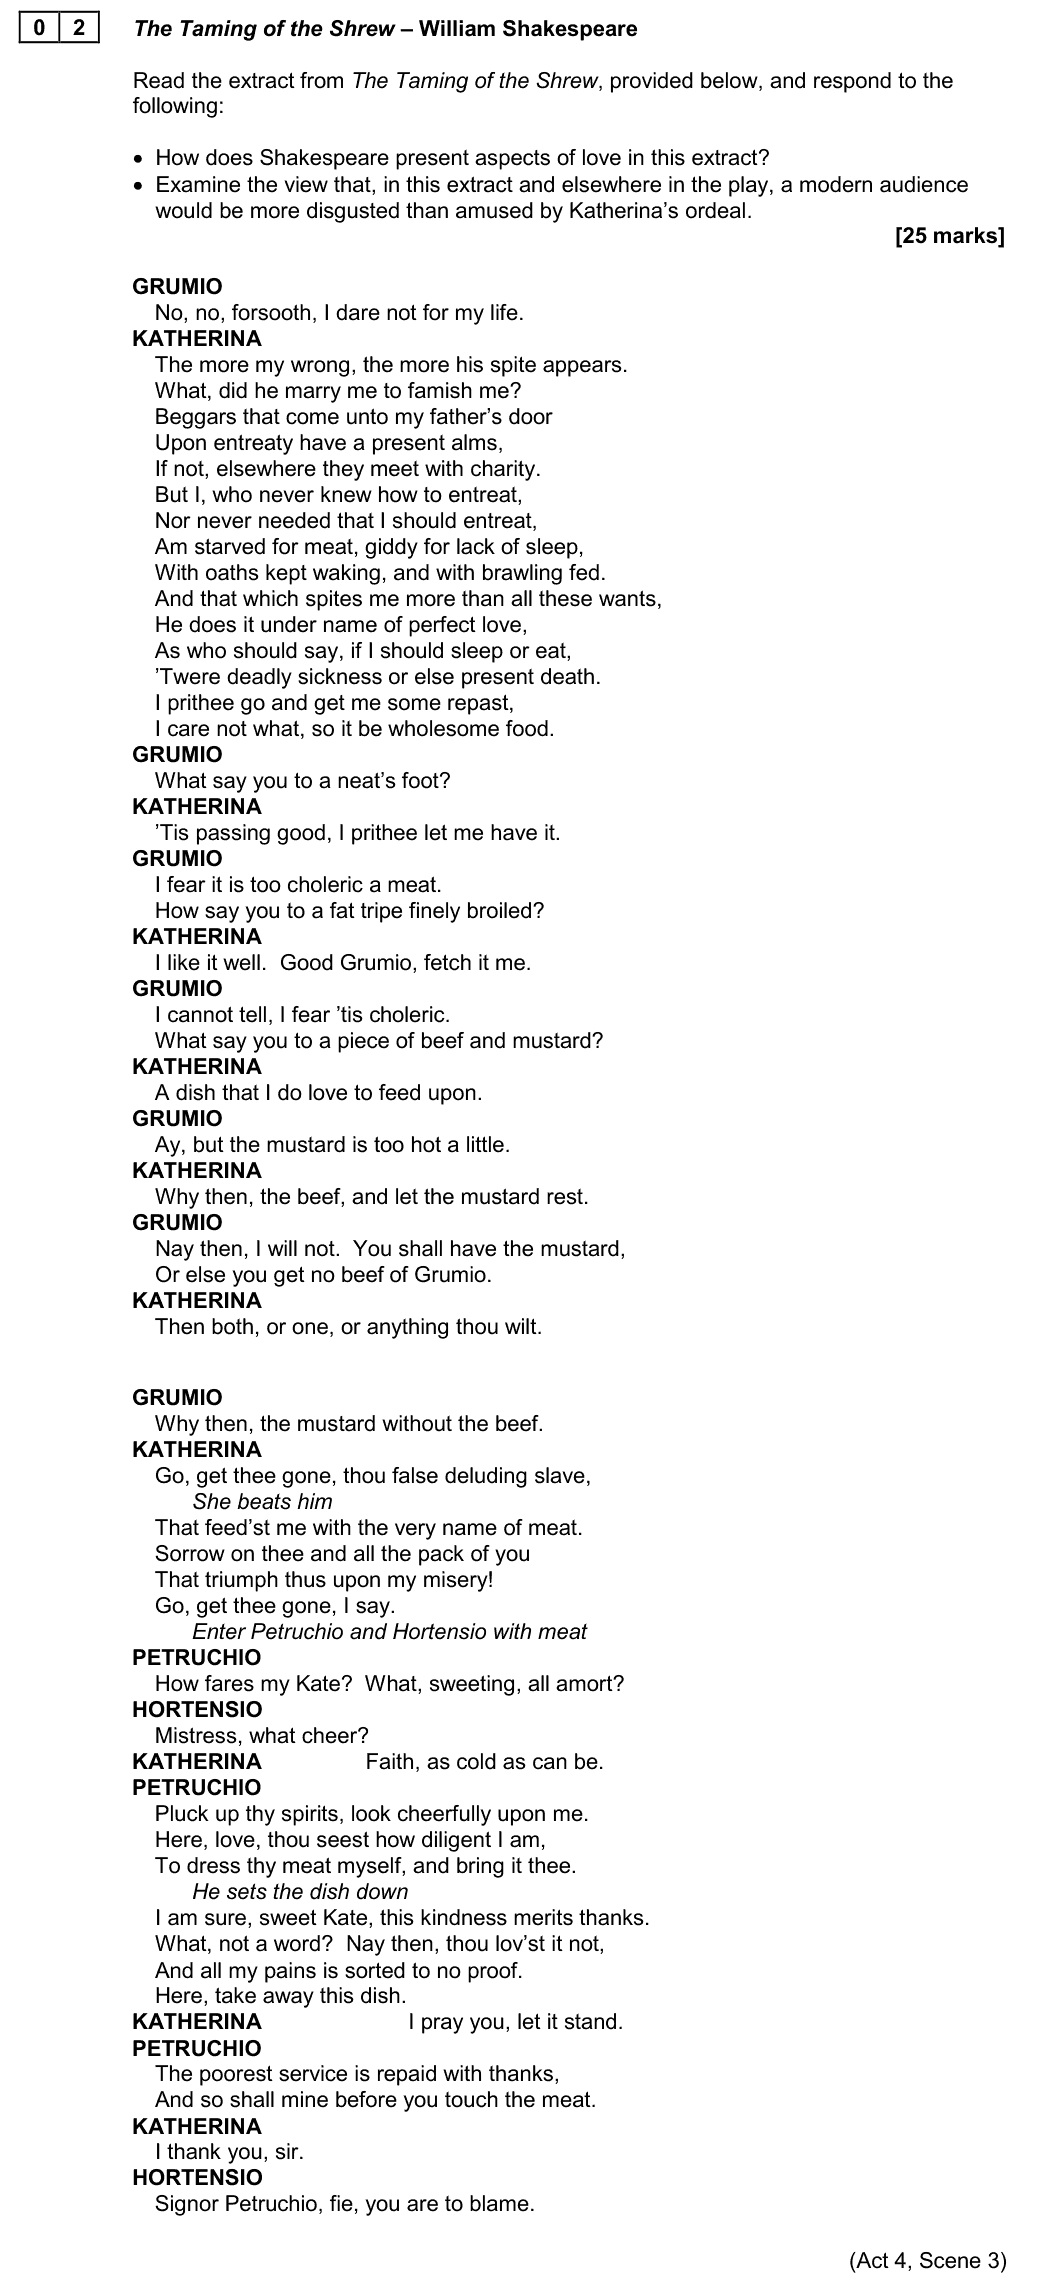 0 2 The Taming of the Shrew – William Shakespeare
Read the extract from The Taming of the Shrew, provided below, and respond to the
following:
• How does Shakespeare present aspects of love in this extract?
• Examine the view that, in this extract and elsewhere in the play, a modern audience
would be more disgusted than amused by Katherina’s ordeal.
[25 marks]
GRUMIO
No, no, forsooth, I dare not for my life.
KATHERINA
The more my wrong, the more his spite appears.
What, did he marry me to famish me?
Beggars that come unto my father’s door
Upon entreaty have a present alms,
If not, elsewhere they meet with charity.
But I, who never knew how to entreat,
Nor never needed that I should entreat,
Am starved for meat, giddy for lack of sleep,
With oaths kept waking, and with brawling fed.
And that which spites me more than all these wants,
He does it under name of perfect love,
As who should say, if I should sleep or eat,
’Twere deadly sickness or else present death.
I prithee go and get me some repast,
I care not what, so it be wholesome food.
GRUMIO
What say you to a neat’s foot?
KATHERINA
’Tis passing good, I prithee let me have it.
GRUMIO
I fear it is too choleric a meat.
How say you to a fat tripe finely broiled?
KATHERINA
I like it well. Good Grumio, fetch it me.
GRUMIO
I cannot tell, I fear ’tis choleric.
What say you to a piece of beef and mustard?
KATHERINA
A dish that I do love to feed upon.
GRUMIO
Ay, but the mustard is too hot a little.
KATHERINA
Why then, the beef, and let the mustard rest.
GRUMIO
Nay then, I will not. You shall have the mustard,
Or else you get no beef of Grumio.
KATHERINA
Then both, or one, or anything thou wilt.
GRUMIO
Why then, the mustard without the beef.
KATHERINA
Go, get thee gone, thou false deluding slave,
She beats him
That feed’st me with the very name of meat.
Sorrow on thee and all the pack of you
That triumph thus upon my misery!
Go, get thee gone, I say.
Enter Petruchio and Hortensio with meat
PETRUCHIO
How fares my Kate? What, sweeting, all amort?
HORTENSIO
Mistress, what cheer?
KATHERINA Faith, as cold as can be.
PETRUCHIO
Pluck up thy spirits, look cheerfully upon me.
Here, love, thou seest how diligent I am,
To dress thy meat myself, and bring it thee.
He sets the dish down
I am sure, sweet Kate, this kindness merits thanks.
What, not a word? Nay then, thou lov’st it not,
And all my pains is sorted to no proof.
Here, take away this dish.
KATHERINA I pray you, let it stand.
PETRUCHIO
The poorest service is repaid with thanks,
And so shall mine before you touch the meat.
KATHERINA
I thank you, sir.
HORTENSIO
Signor Petruchio, fie, you are to blame.
(Act 4, Scene 3)